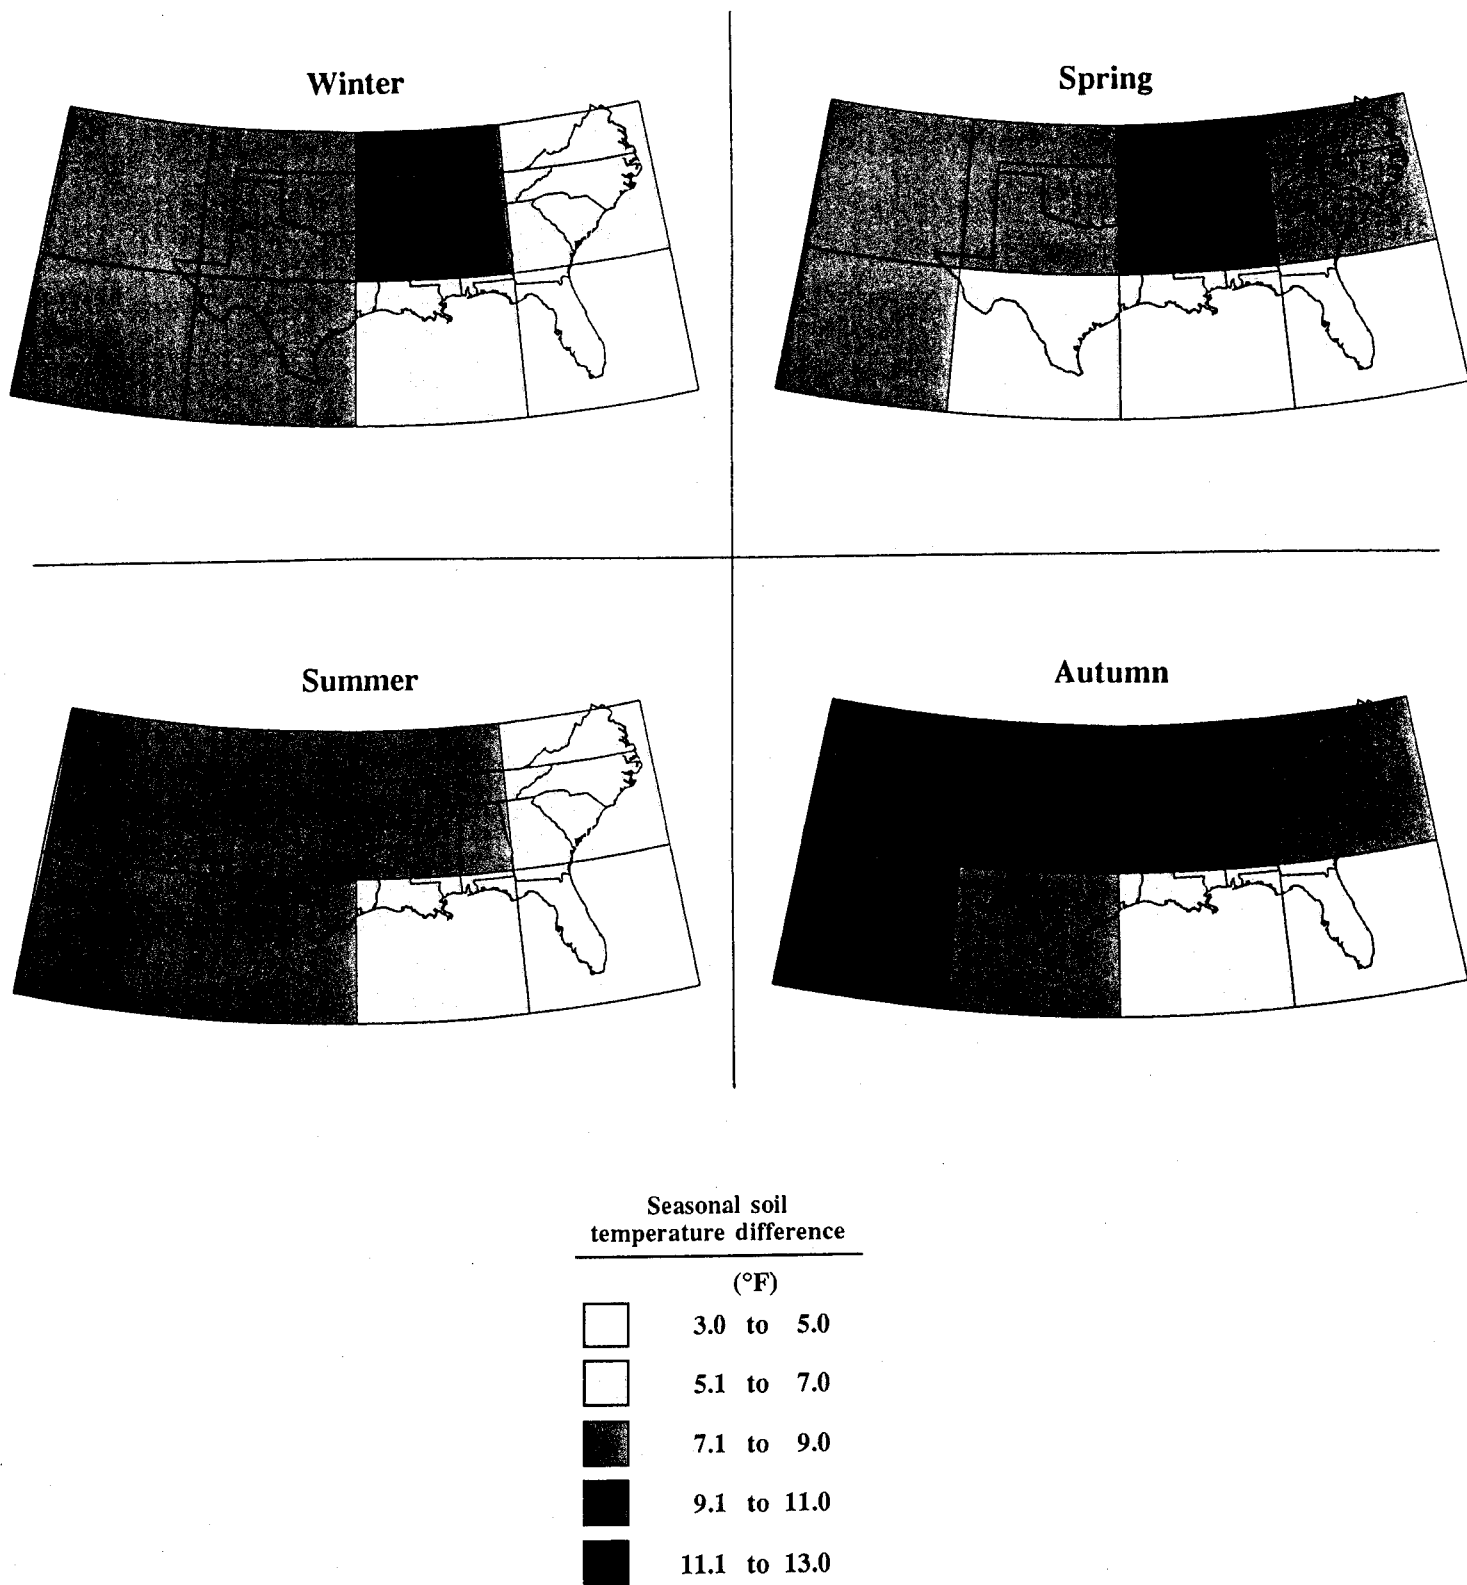 Winter
Spring
Summer
Autumn
Seasonal soil
temperature difference
(°F)
3.0 to 5.0
5.1 to 7.0
7.1 to 9.0
9.1 to 11.0
11.1 to 13.0